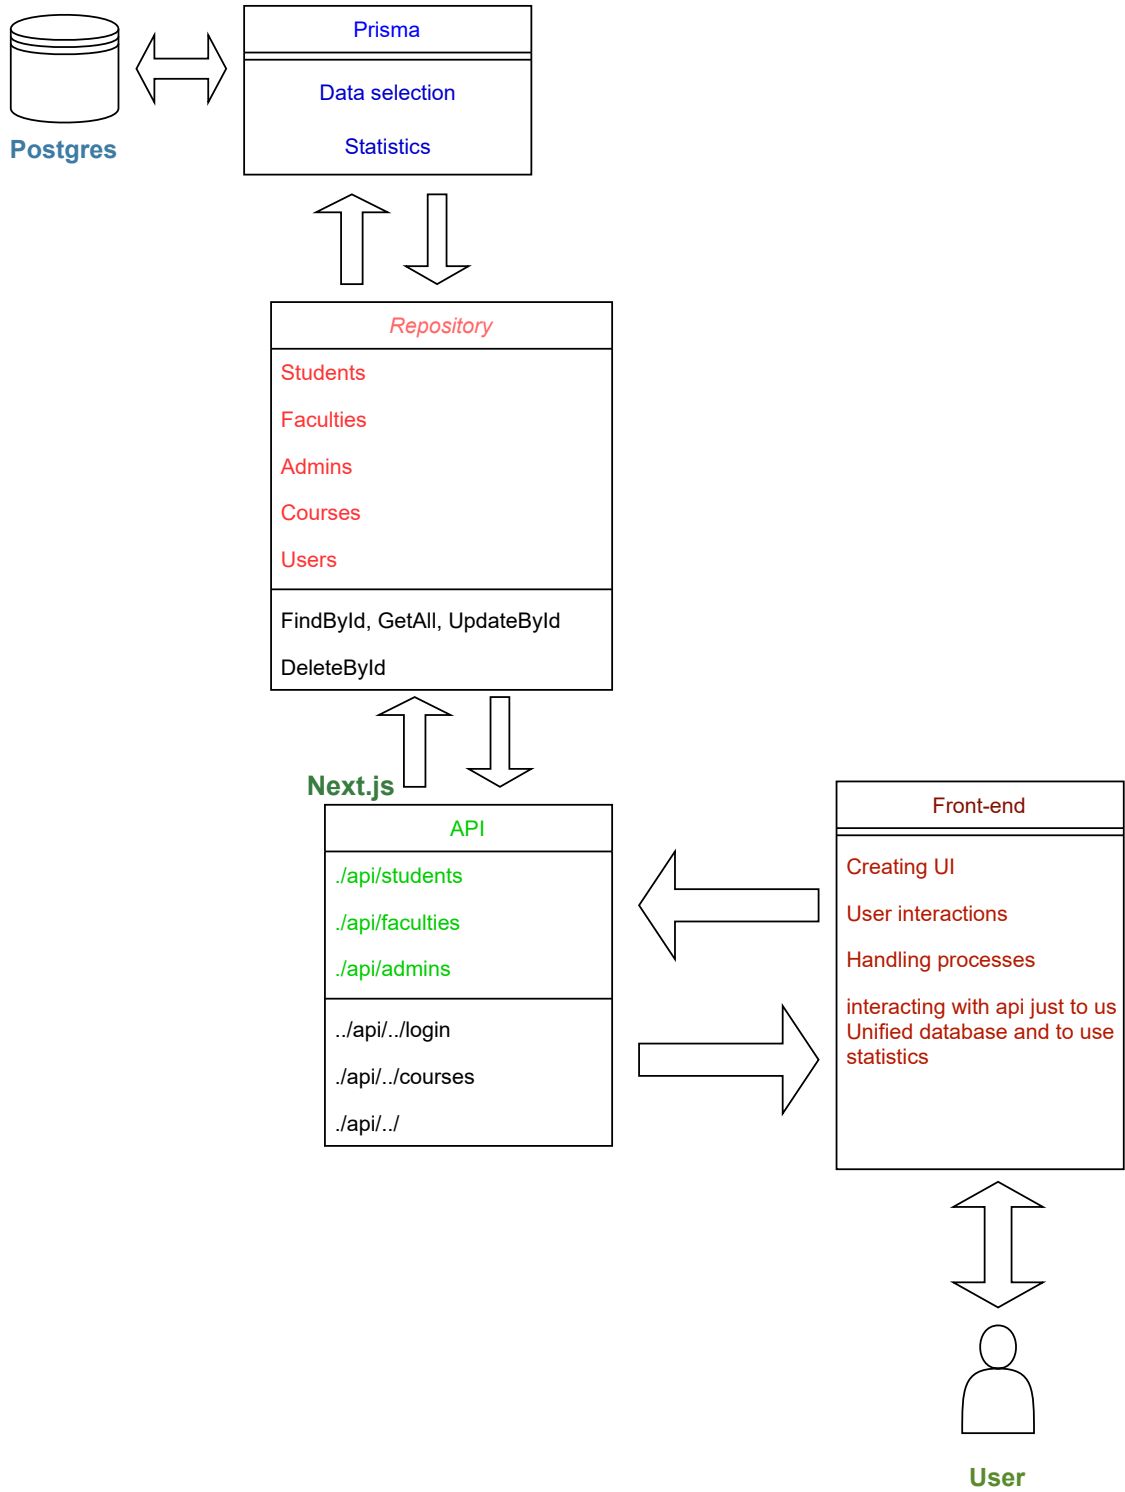 Prisma
Data selection
Statistics
Postgres
Repository
Students
Faculties
Admins
Courses
Users
FindById, GetAll, UpdateById
DeleteById
Next.js
API
./api/students
./api/faculties
./api/admins
../api/../login
./api/../courses
./api/../
Front-end
Creating UI
User interactions
Handling processes
interacting with api just to us
Unified database and to use
statistics
User